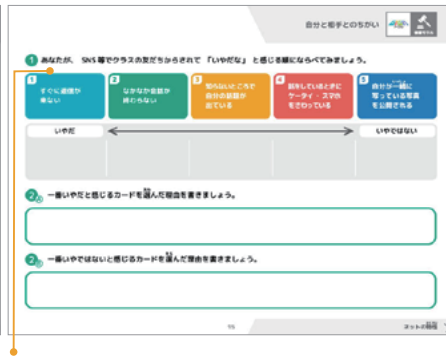 自分と相手とのちがい
1 あなたが、SNS等でクラスの友だちからされて「いやだな」と感じる順にならべてみましょう。
1
すぐに返信が
来ない
2
なかなか会話が
終わらない
3
知らないところで
自分の話題が
出ている
4
話をしているときに
ケータイ・スマホ
をさわっている
5
自分が一緒に
写っている写真
を公開される
いやだ
いやではない
2 一番いやだと感じるカードを選んだ理由を書きましょう。
2 一番いやではないと感じるカードを選んだ理由を書きましょう。
15
ネットの特性